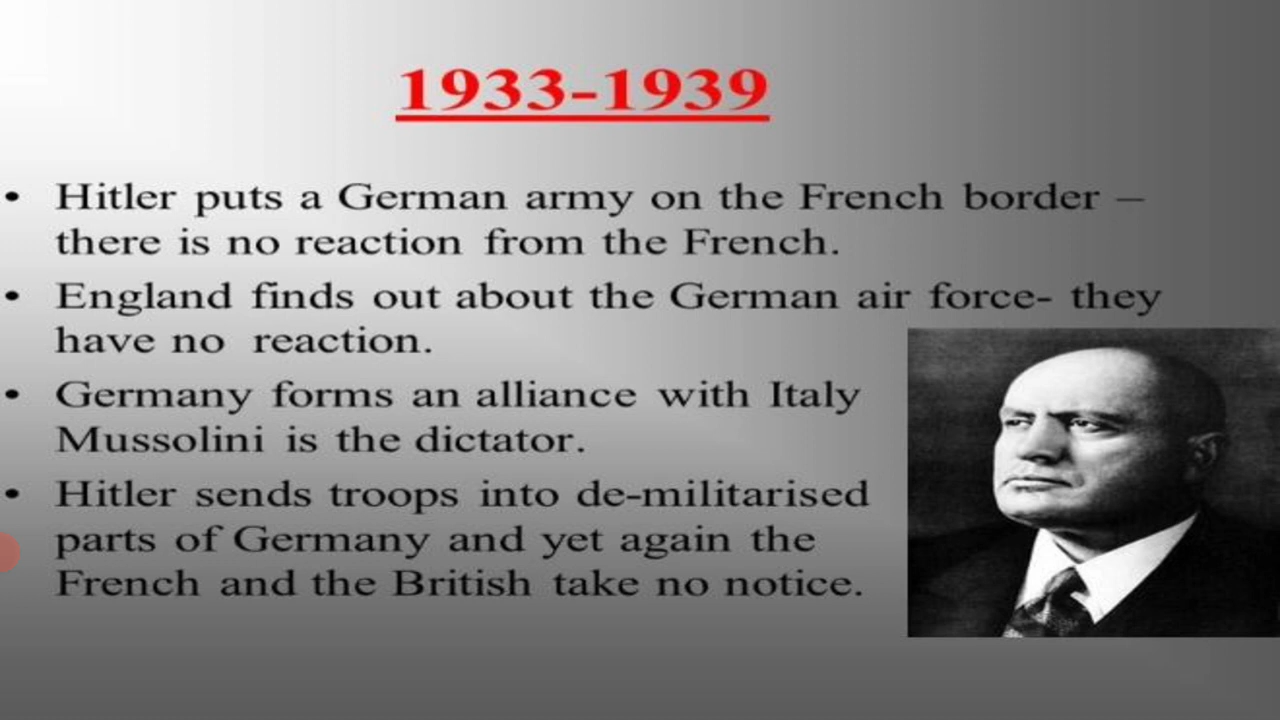 1933-1939
• Hitler puts a German army on the French border –
there is no reaction from the French.
• England finds out about the German air force- they
have no reaction.
• Germany forms an alliance with Italy
Mussolini is the dictator.
• Hitler sends troops into de-militarised
parts of Germany and yet again the
French and the British take no notice.